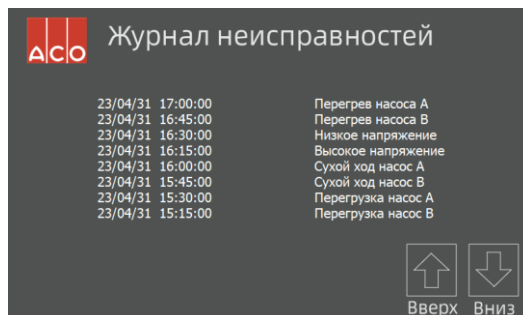 ACO Журнал неисправностей
23/04/31 17:00:00 Перегрев насоса А
23/04/31 16:45:00 Перегрев насоса В
23/04/31 16:30:00 Низкое напряжение
23/04/31 16:15:00 Высокое напряжение
23/04/31 16:00:00 Сухой ход насос А
23/04/31 15:45:00 Сухой ход насос В
23/04/31 15:30:00 Перегрузка насос А
23/04/31 15:15:00 Перегрузка насос В
Вверх Вниз